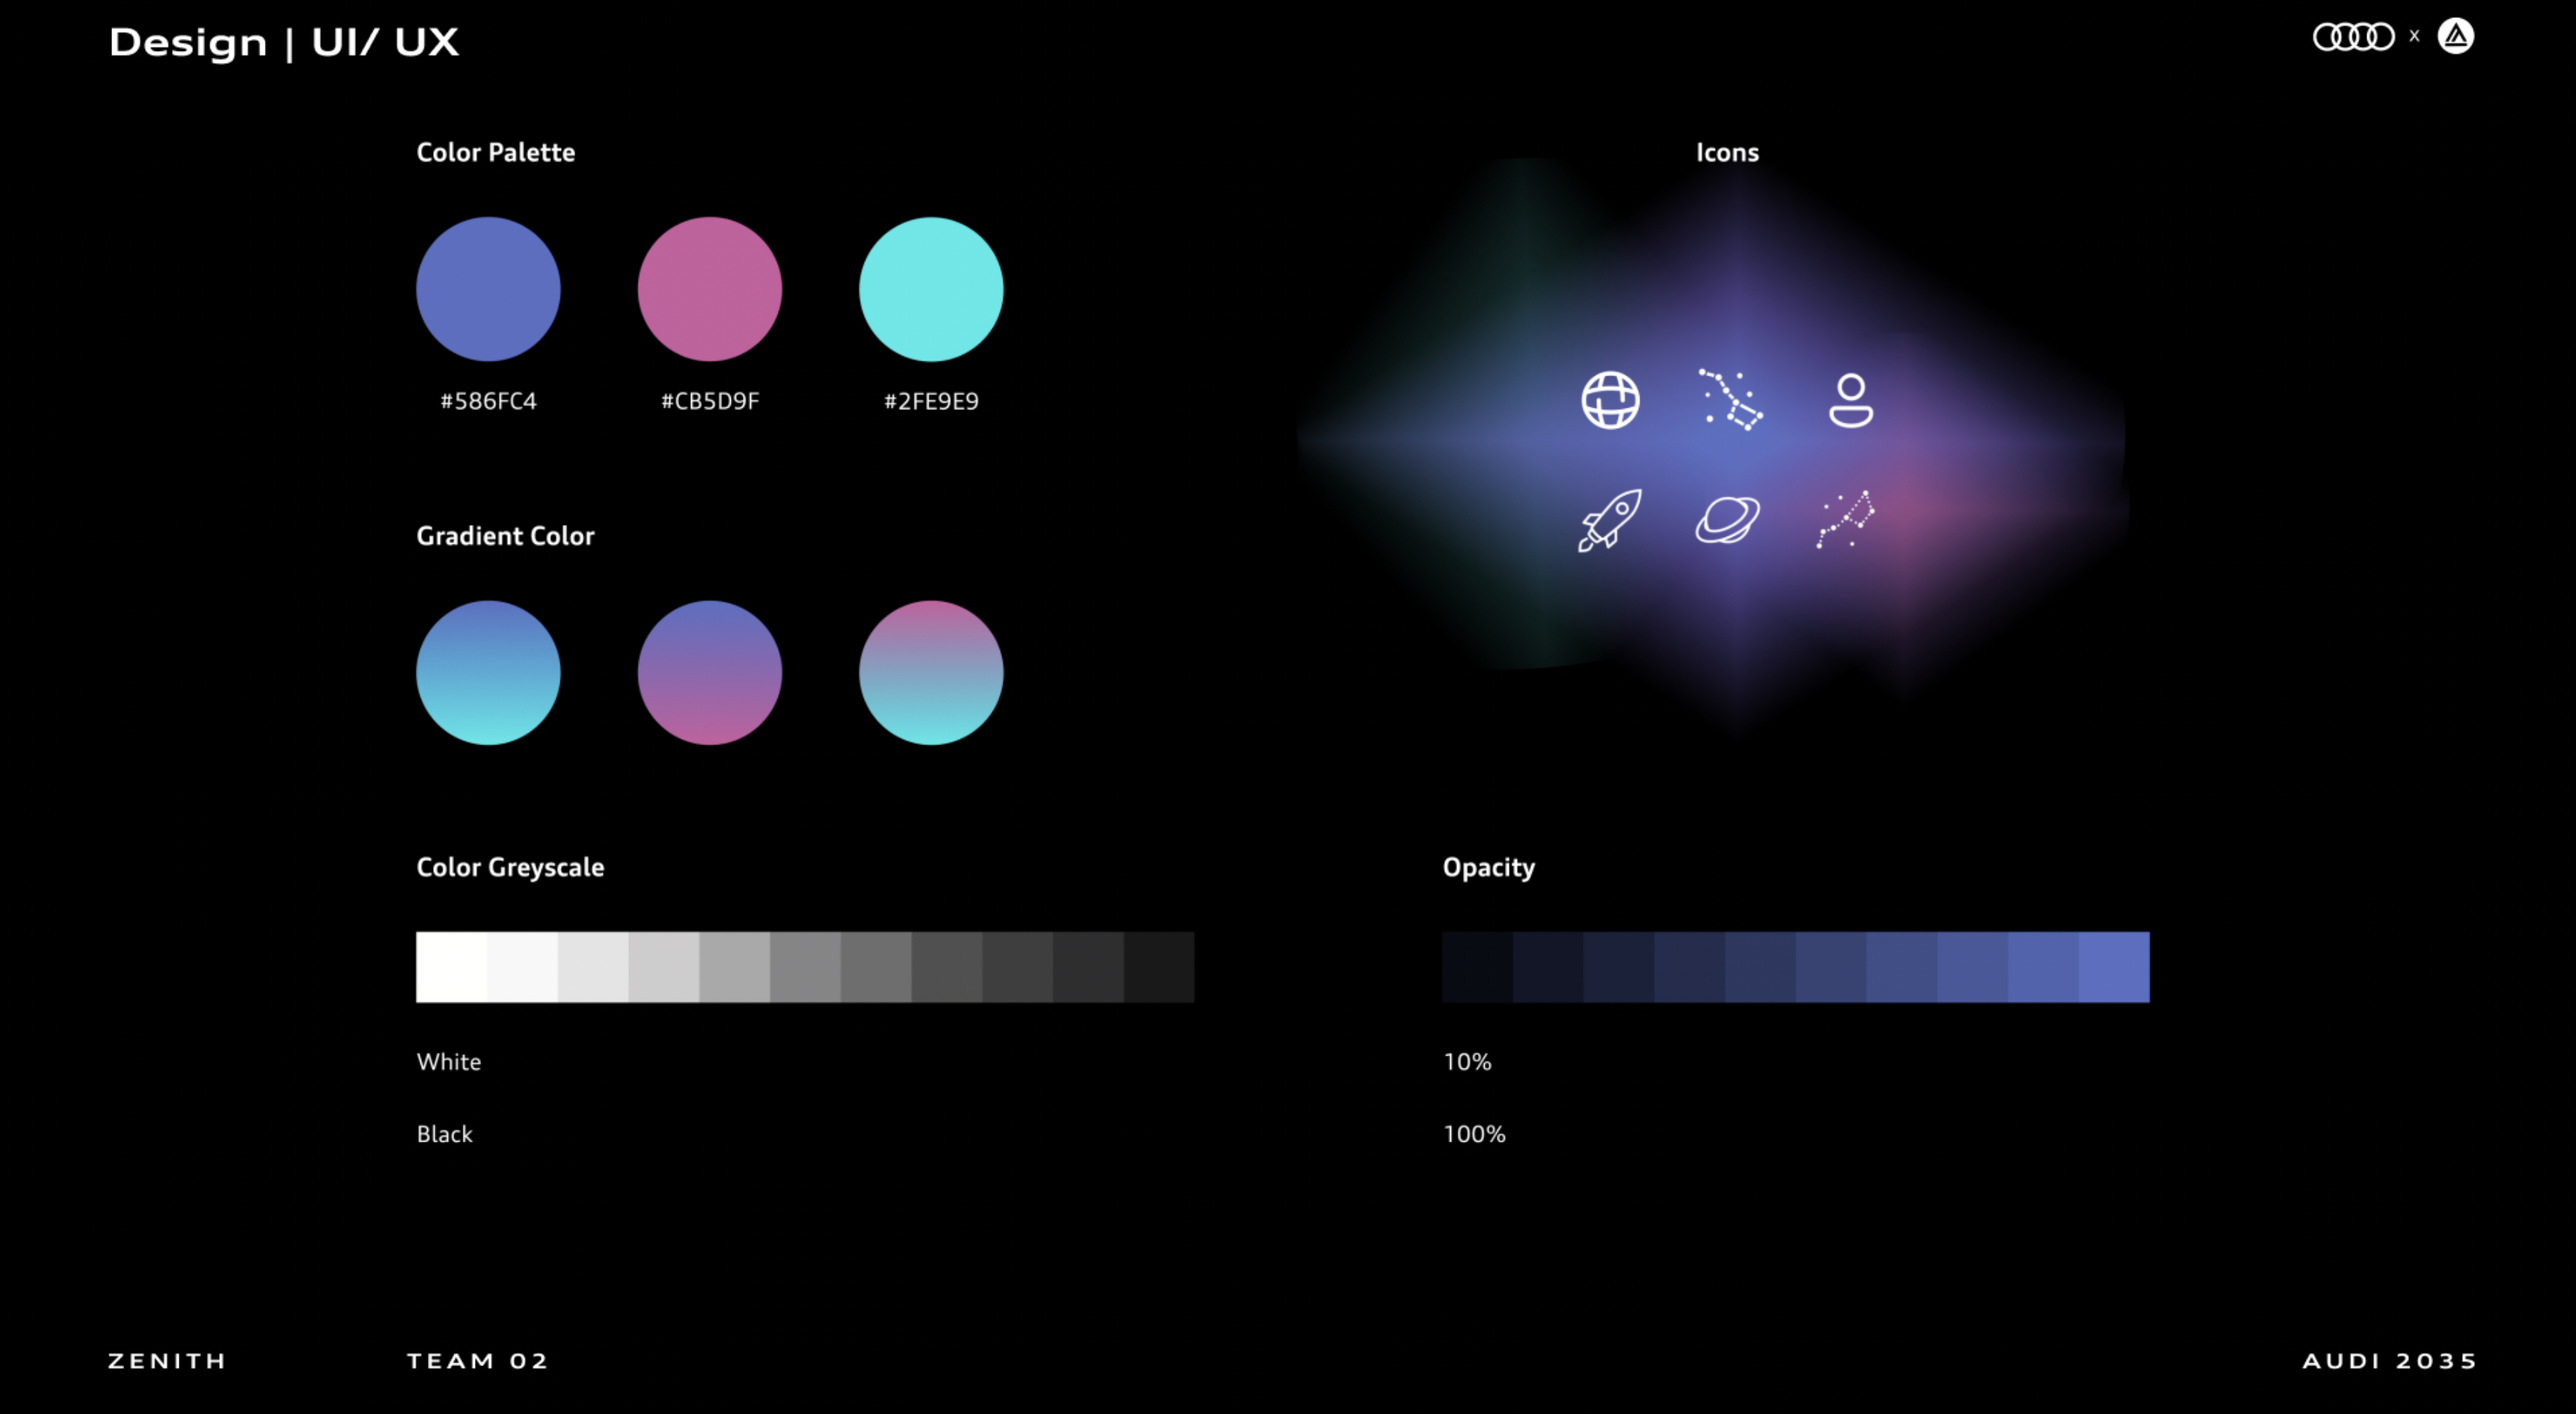 Design | UI/ UX
x
Color Palette
#586FC4
#CB5D9F
#2FE9E9
Icons
Gradient Color
Color Greyscale
White
Black
Opacity
10%
100%
ZENITH
TEAM 02
AUDI 2035